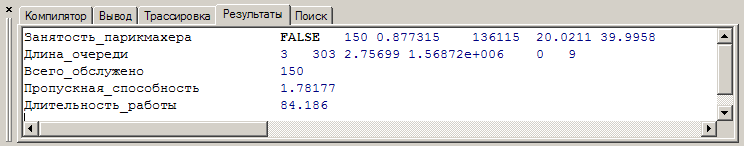 Компилятор Вывод Трассировка Результаты Поиск
Занятость_парикмахера FALSE 150 0.877315 136115 20.0211 39.9958
Длина_очереди 3 303 2.75699 1.56872e+006 0 9
Всего_обслужено 150
Пропускная_способность 1.78177
Длительность_работы 84.186